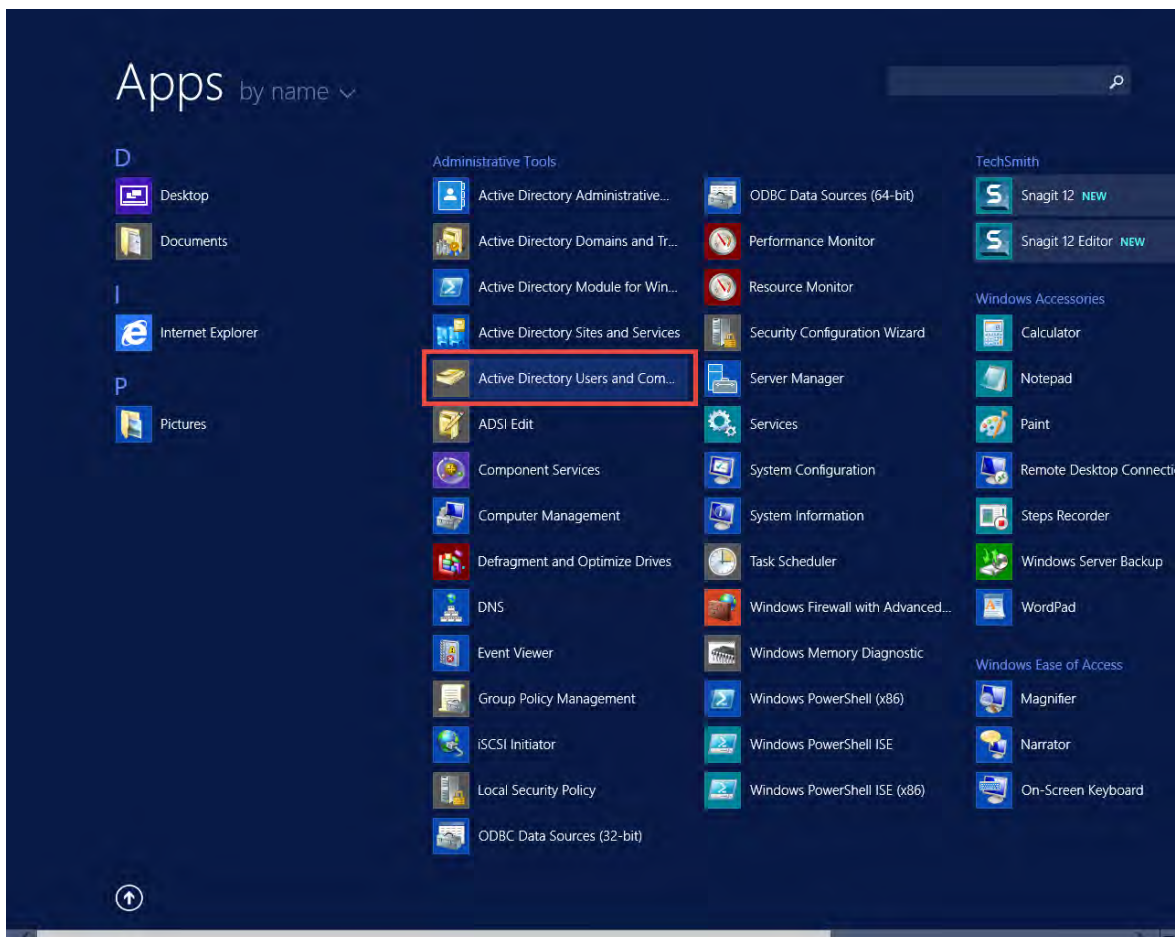 Apps by name
D
Desktop
Documents
I
Internet Explorer
P
Pictures
Administrative Tools
Active Directory Administrative...
Active Directory Domains and Tr...
Active Directory Module for Win...
Active Directory Sites and Services
Active Directory Users and Com...
ADSI Edit
Component Services
Computer Management
Defragment and Optimize Drives
DNS
Event Viewer
Group Policy Management
iSCSI Initiator
Local Security Policy
ODBC Data Sources (32-bit)
ODBC Data Sources (64-bit)
Performance Monitor
Resource Monitor
Security Configuration Wizard
Server Manager
Services
System Configuration
System Information
Task Scheduler
Windows Firewall with Advanced...
Windows Memory Diagnostic
Windows PowerShell (x86)
Windows PowerShell ISE
Windows PowerShell ISE (x86)
TechSmith
Snagit 12 NEW
Snagit 12 Editor NEW
Windows Accessories
Calculator
Notepad
Paint
Remote Desktop Connecti
Steps Recorder
Windows Server Backup
WordPad
Windows Ease of Access
Magnifier
Narrator
On-Screen Keyboard